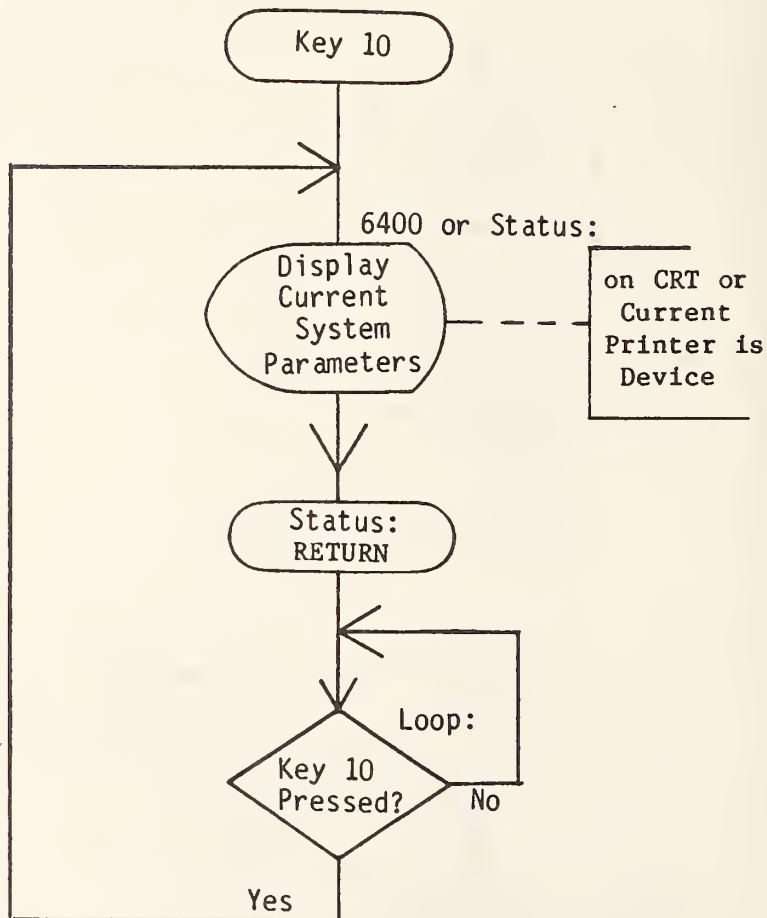 Key 10
6400 or Status:
Display
Current
System
Parameters
on CRT or
Current
Printer is
Device
Status:
RETURN
Loop:
Key 10
Pressed?
No
Yes